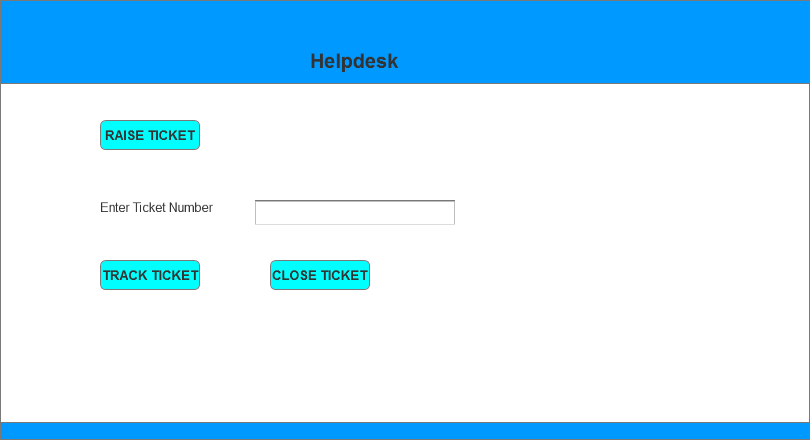 Helpdesk
RAISE TICKET
Enter Ticket Number
TRACK TICKET CLOSE TICKET